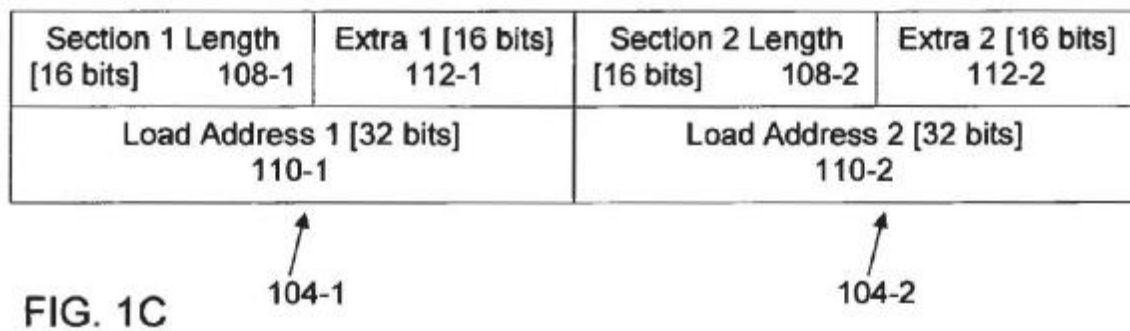 Section 1 Length
[16 bits] 108-1
Extra 1 [16 bits}
112-1
Section 2 Length
[16 bits] 108-2
Extra 2 [16 bits]
112-2
Load Address 1 [32 bits]
110-1
Load Address 2 [32 bits]
110-2
104-1
104-2
FIG. 1C